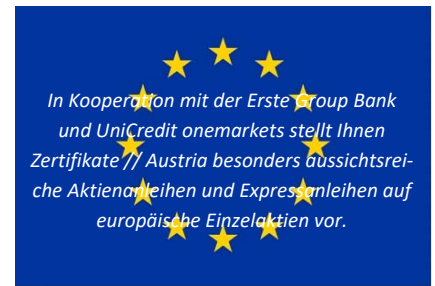 In Kooperation mit der Erste Group Bank
und UniCredit onemarkets stellt Ihnen
Zertifikate // Austria besonders aussichtsrei-
che Aktienanleihen und Expressanleihen auf
europäische Einzelaktien vor.